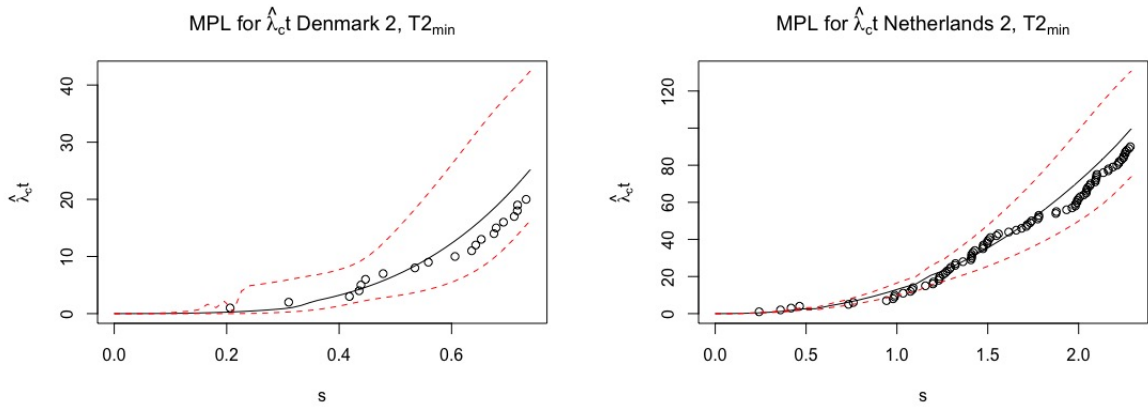 MPL for λ̂ct Denmark 2, T2min
40
30
20
10
0
λ̂ct
0.0 0.2 0.4 0.6
s
MPL for λ̂ct Netherlands 2, T2min
120
80
60
40
20
0
λ̂ct
0.0 0.5 1.0 1.5 2.0
s